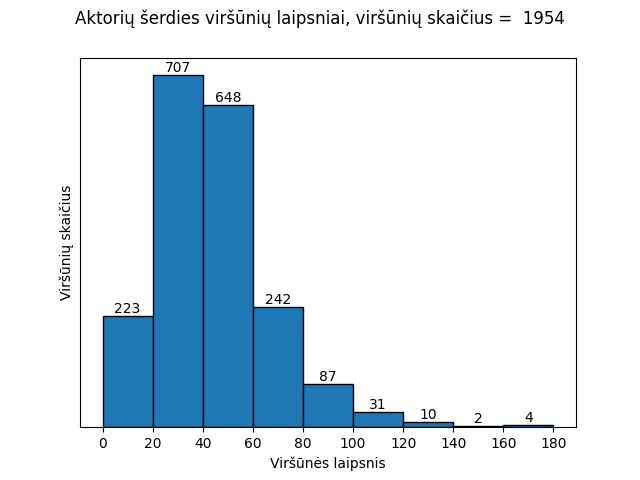 Aktorių šerdies viršūnių laipsniai, viršūnių skaičius =  1954
707
648
223
242
87
31
10
2
4
Viršūnių skaičius
0 20 40 60 80 100 120 140 160 180
Viršūnės laipsnis